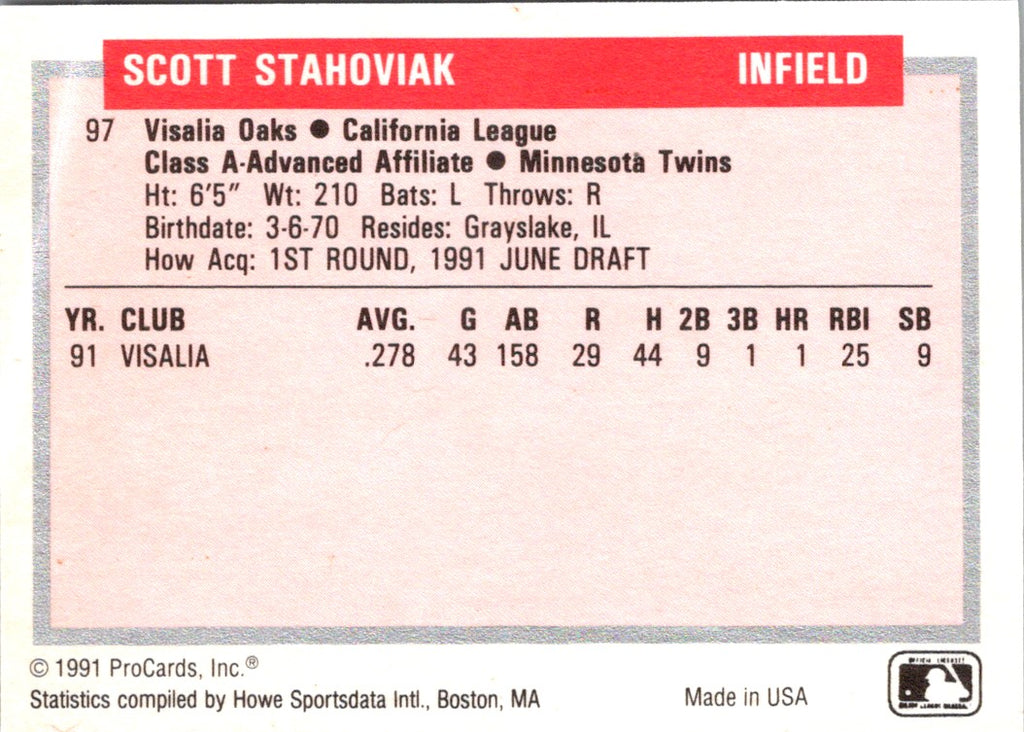 SCOTT STAHOVIAK INFIELD
97 Visalia Oaks ● California League
Class A-Advanced Affiliate ● Minnesota Twins
Ht: 6'5" Wt: 210 Bats: L Throws: R
Birthdate: 3-6-70 Resides: Grayslake, IL
How Acq: 1ST ROUND, 1991 JUNE DRAFT
YR. CLUB AVG. G AB R H 2B 3B HR RBI SB
91 VISALIA .278 43 158 29 44 9 1 1 25 9
© 1991 ProCards, Inc.®
Statistics compiled by Howe Sportsdata Intl., Boston, MA Made in USA